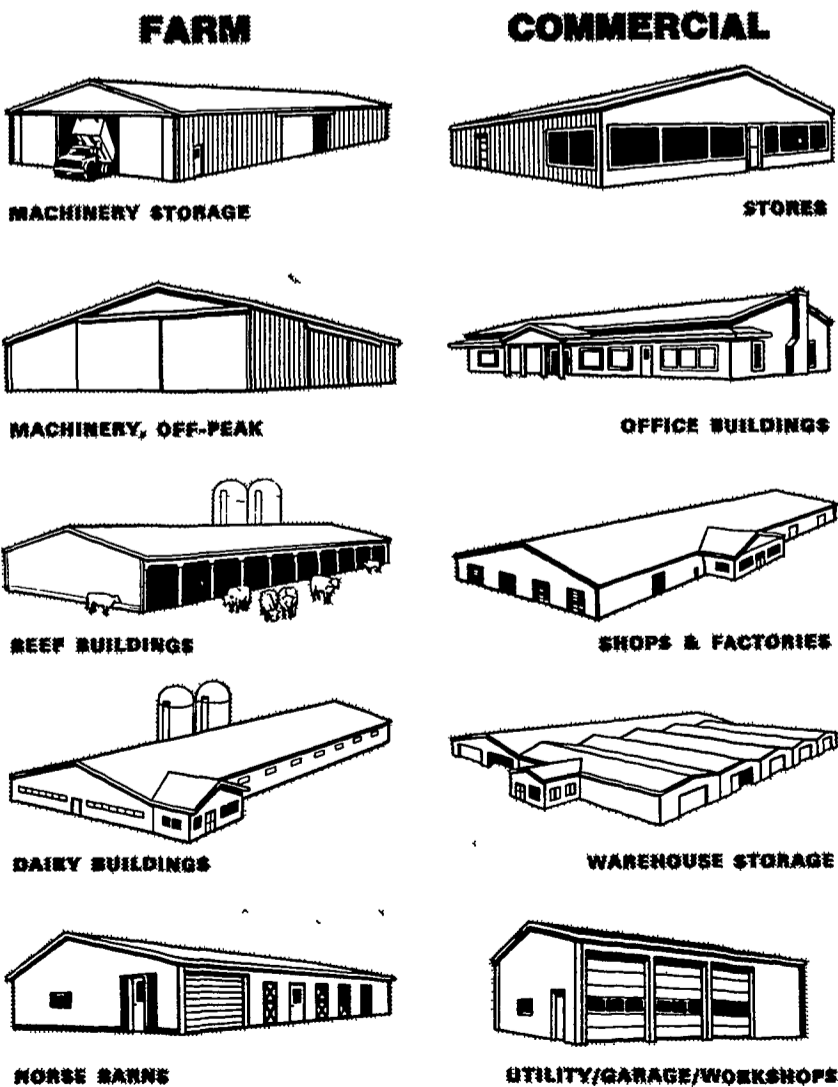 FARM
MACHINERY STORAGE
MACHINERY, OFF-PEAK
BEEF BUILDINGS
DAIRY BUILDINGS
HORSE BARNS
COMMERCIAL
STORES
OFFICE BUILDINGS
SHOPS & FACTORIES
WAREHOUSE STORAGE
UTILITY/GARAGE/WORKSHOPS